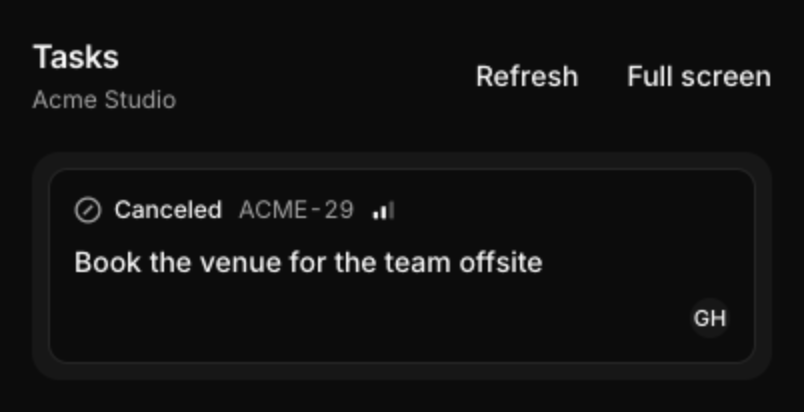 Tasks
Acme Studio
Refresh
Full screen
Canceled ACME-29
Book the venue for the team offsite
GH